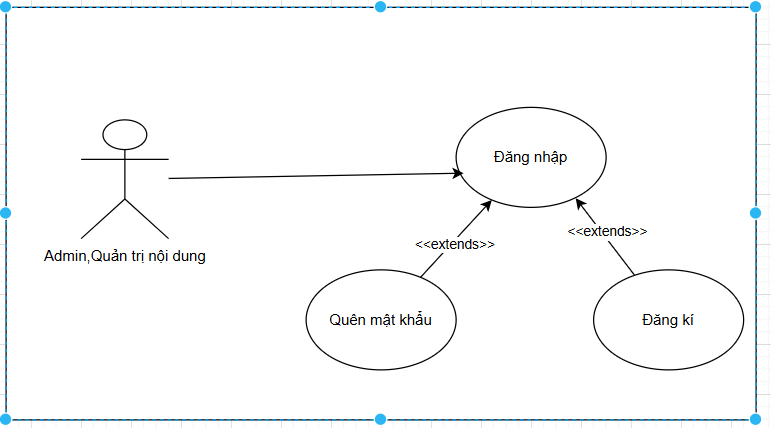 Đăng nhập
<<extends>>
<<extends>>
Admin,Quản trị nội dung
Quên mật khẩu
Đăng kí